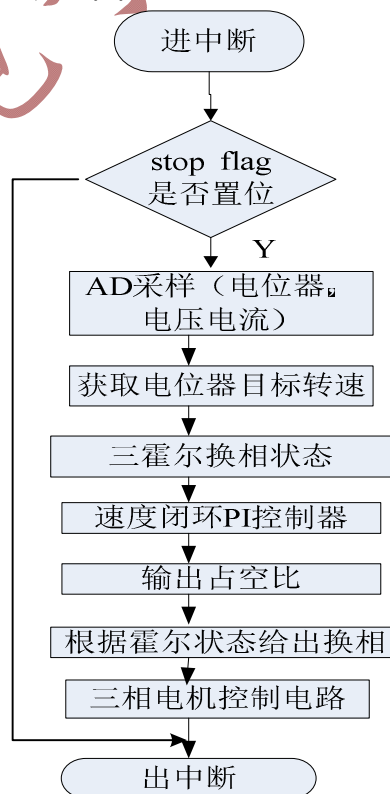 进中断
stop flag
是否置位
Y
AD采样（电位器，
电压电流）
获取电位器目标转速
三霍尔换相状态
速度闭环PI控制器
输出占空比
根据霍尔状态给出换相
三相电机控制电路
出中断